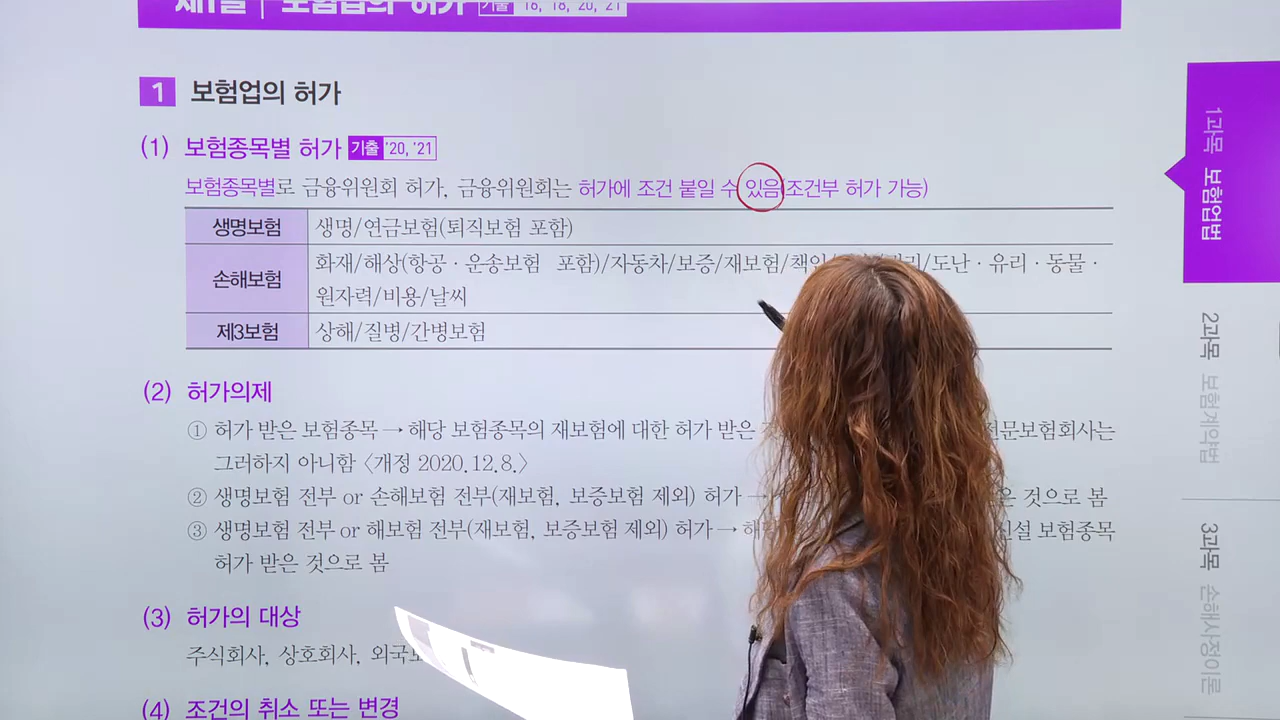 제1절 보험업의 허가 기출 '16, '18, '20, '21
1 보험업의 허가
(1) 보험종목별 허가 기출 '20, '21
보험종목별로 금융위원회 허가, 금융위원회는 허가에 조건 붙일 수 있음(조건부 허가 가능)
생명보험 생명/연금보험(퇴직보험 포함)
손해보험 화재/해상(항공·운송보험 포함)/자동차/보증/재보험/책임 /도난·유리·동물·
원자력/비용/날씨
제3보험 상해/질병/간병보험
(2) 허가의제
① 허가 받은 보험종목 → 해당 보험종목의 재보험에 대한 허가 받은 전문보험회사는
그러하지 아니함 〈개정 2020.12.8.〉
② 생명보험 전부 or 손해보험 전부(재보험, 보증보험 제외) 허가 → 것으로 봄
③ 생명보험 전부 or 해보험 전부(재보험, 보증보험 제외) 허가 → 신설 보험종목
허가 받은 것으로 봄
(3) 허가의 대상
주식회사, 상호회사,
(4) 조건의 취소 또는 변경
1과목 보험업법
2과목 보험계약법
3과목 손해사정이론